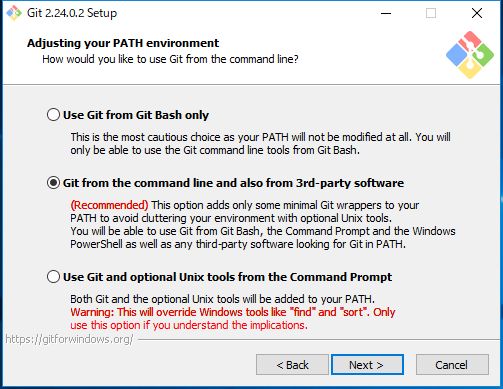 Git 2.24.0.2 Setup
Adjusting your PATH environment
How would you like to use Git from the command line?
Use Git from Git Bash only
This is the most cautious choice as your PATH will not be modified at all. You will
only be able to use the Git command line tools from Git Bash.
Git from the command line and also from 3rd-party software
(Recommended) This option adds only some minimal Git wrappers to your
PATH to avoid cluttering your environment with optional Unix tools.
You will be able to use Git from Git Bash, the Command Prompt and the Windows
PowerShell as well as any third-party software looking for Git in PATH.
Use Git and optional Unix tools from the Command Prompt
Both Git and the optional Unix tools will be added to your PATH.
Warning: This will override Windows tools like "find" and "sort". Only
use this option if you understand the implications.
https://gitforwindows.org/
< Back
Next >
Cancel